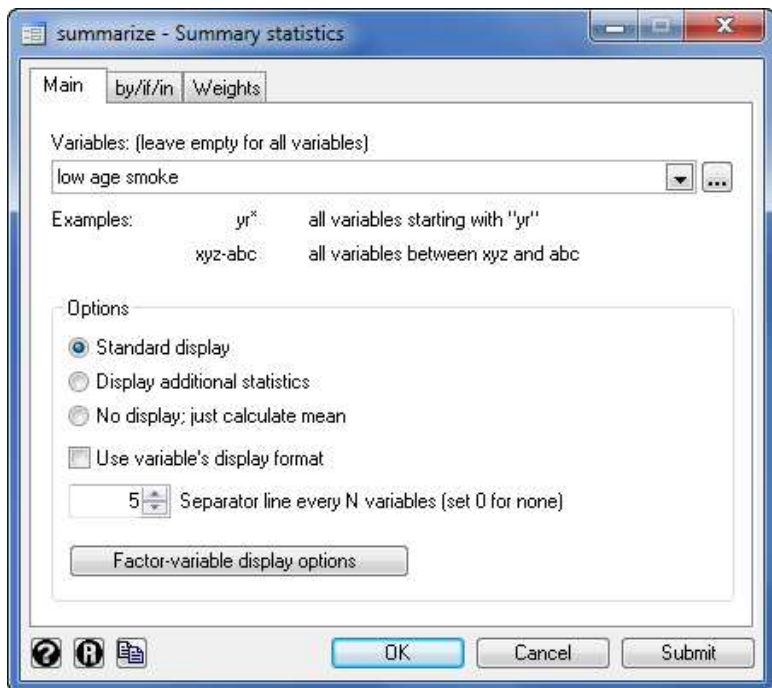 summarize - Summary statistics
Main by/if/in Weights
Variables: (leave empty for all variables)
low age smoke ...
Examples: yr* all variables starting with "yr"
xyz-abc all variables between xyz and abc
Options
Standard display
Display additional statistics
No display; just calculate mean
Use variable's display format
5 Separator line every N variables (set 0 for none)
Factor-variable display options
? R OK Cancel Submit